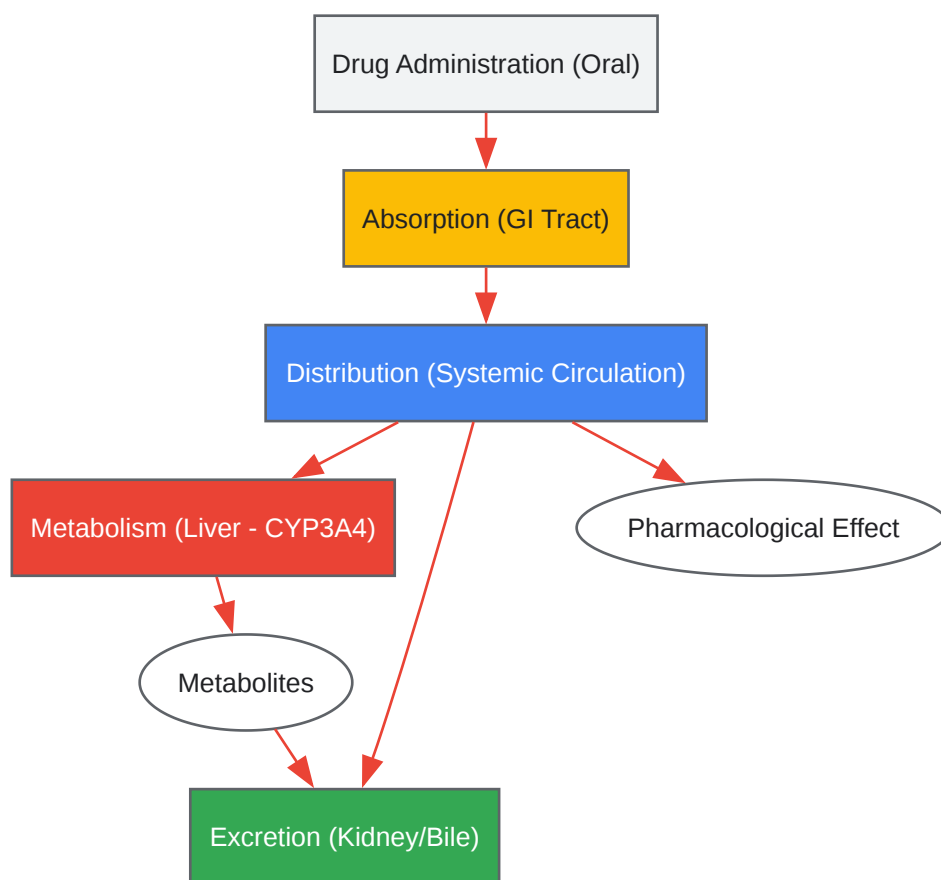 Drug Administration (Oral)
Absorption (GI Tract)
Distribution (Systemic Circulation)
Metabolism (Liver - CYP3A4)
Pharmacological Effect
Metabolites
Excretion (Kidney/Bile)